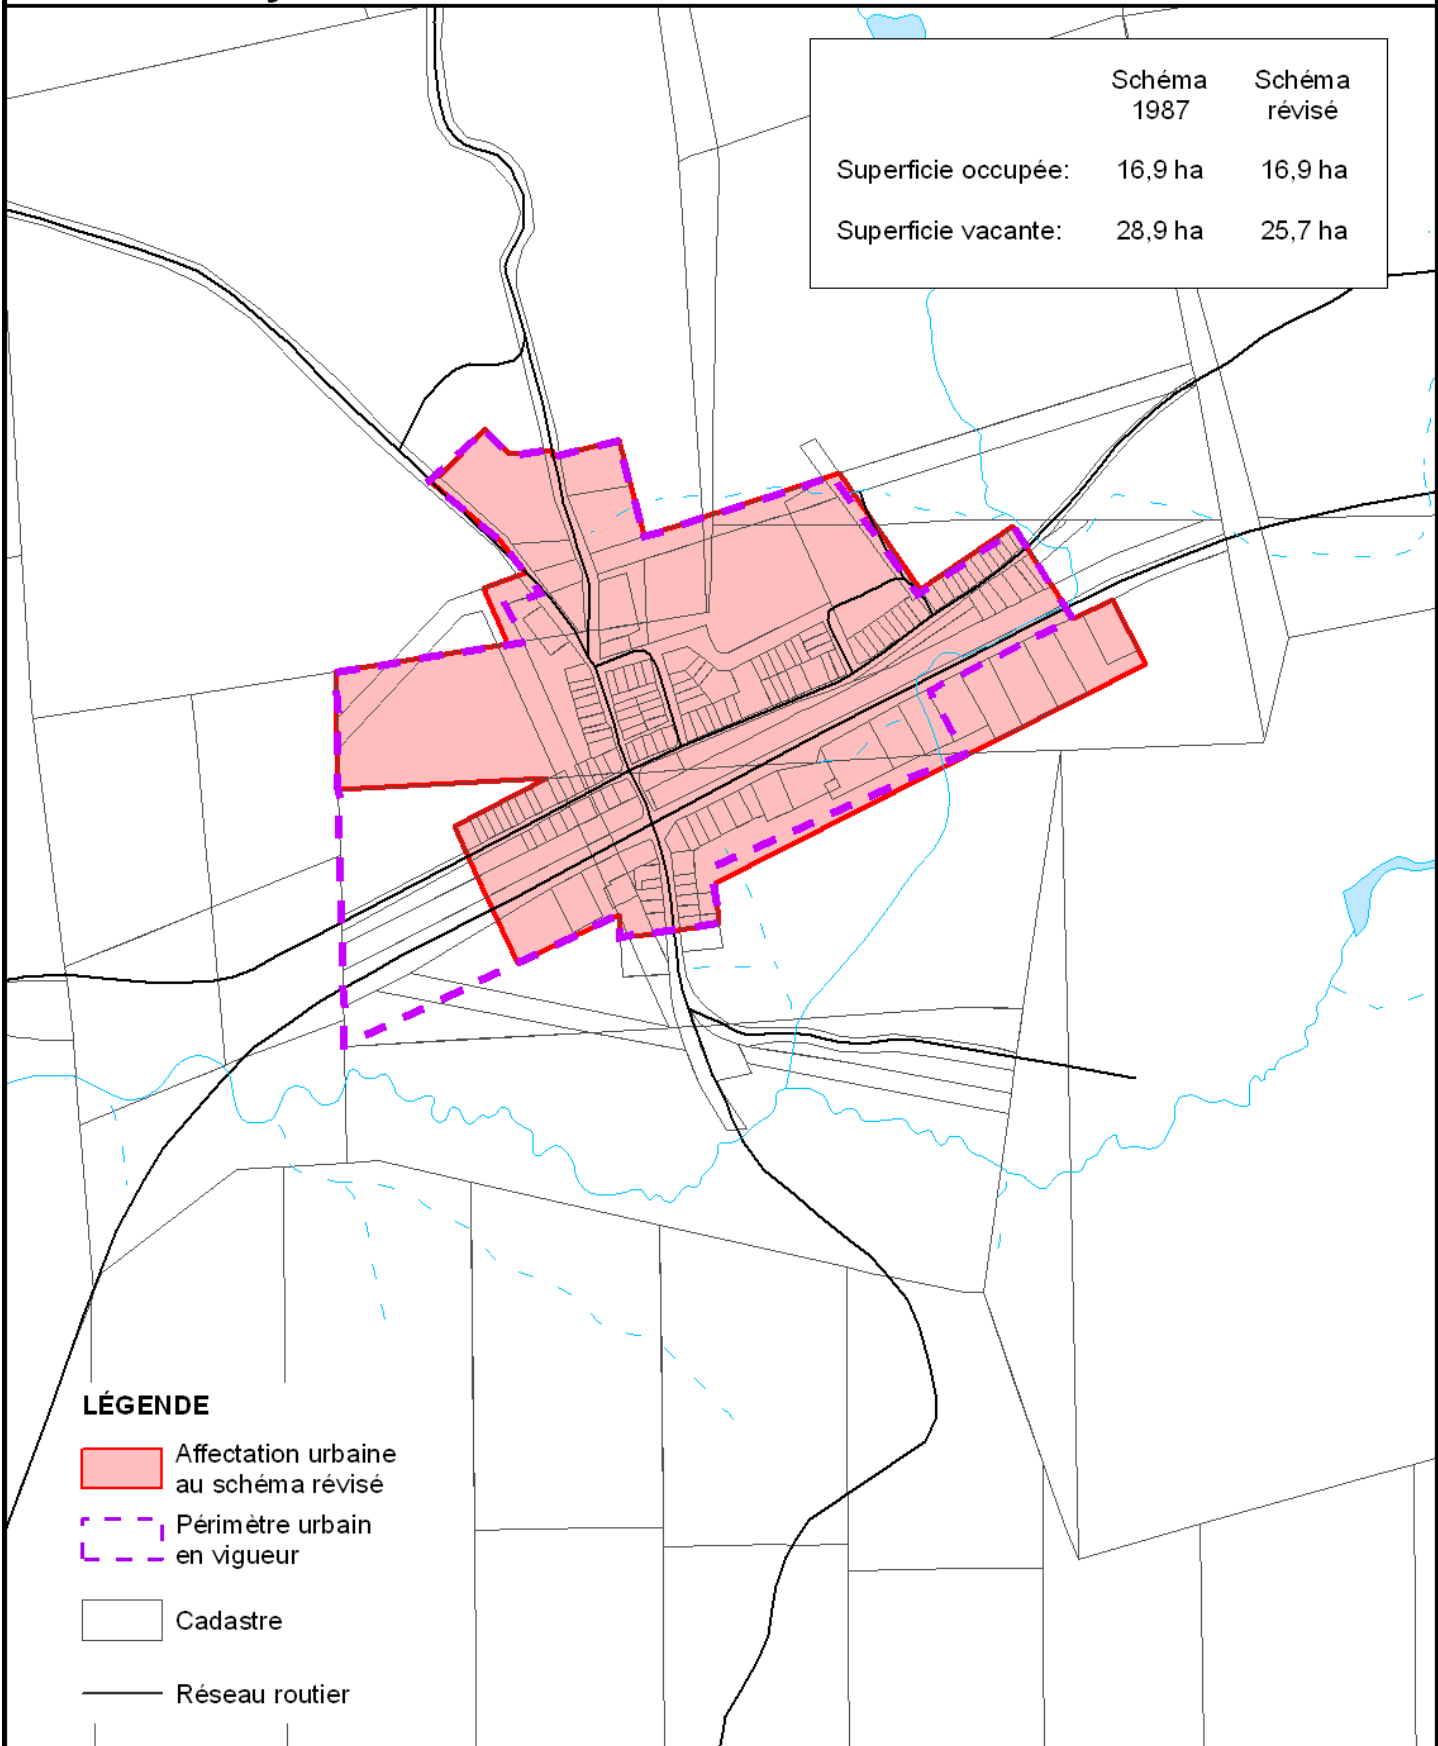 Schéma 1987
Schéma révisé
Superficie occupée: 16,9 ha 16,9 ha
Superficie vacante: 28,9 ha 25,7 ha
LÉGENDE
Affectation urbaine
au schéma révisé
Périmètre urbain
en vigueur
Cadastre
Réseau routier